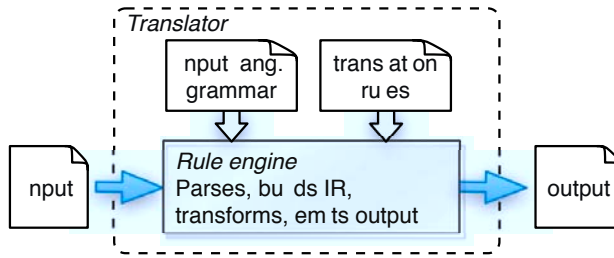 Translator
nput ang.
grammar
trans at on
ru es
nput
Rule engine
Parses, bu ds IR,
transforms, em ts output
output